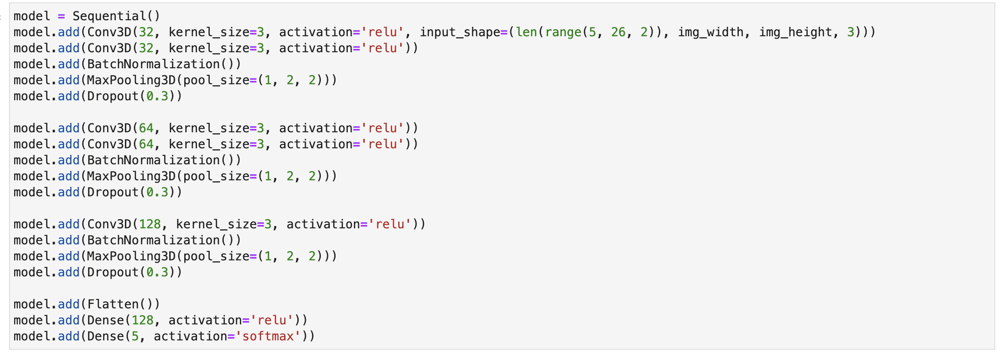 model = Sequential()
model.add(Conv3D(32, kernel_size=3, activation='relu', input_shape=(len(range(5, 26, 2)), img_width, img_height, 3)))
model.add(Conv3D(32, kernel_size=3, activation='relu'))
model.add(BatchNormalization())
model.add(MaxPooling3D(pool_size=(1, 2, 2)))
model.add(Dropout(0.3))

model.add(Conv3D(64, kernel_size=3, activation='relu'))
model.add(Conv3D(64, kernel_size=3, activation='relu'))
model.add(BatchNormalization())
model.add(MaxPooling3D(pool_size=(1, 2, 2)))
model.add(Dropout(0.3))

model.add(Conv3D(128, kernel_size=3, activation='relu'))
model.add(BatchNormalization())
model.add(MaxPooling3D(pool_size=(1, 2, 2)))
model.add(Dropout(0.3))

model.add(Flatten())
model.add(Dense(128, activation='relu'))
model.add(Dense(5, activation='softmax'))